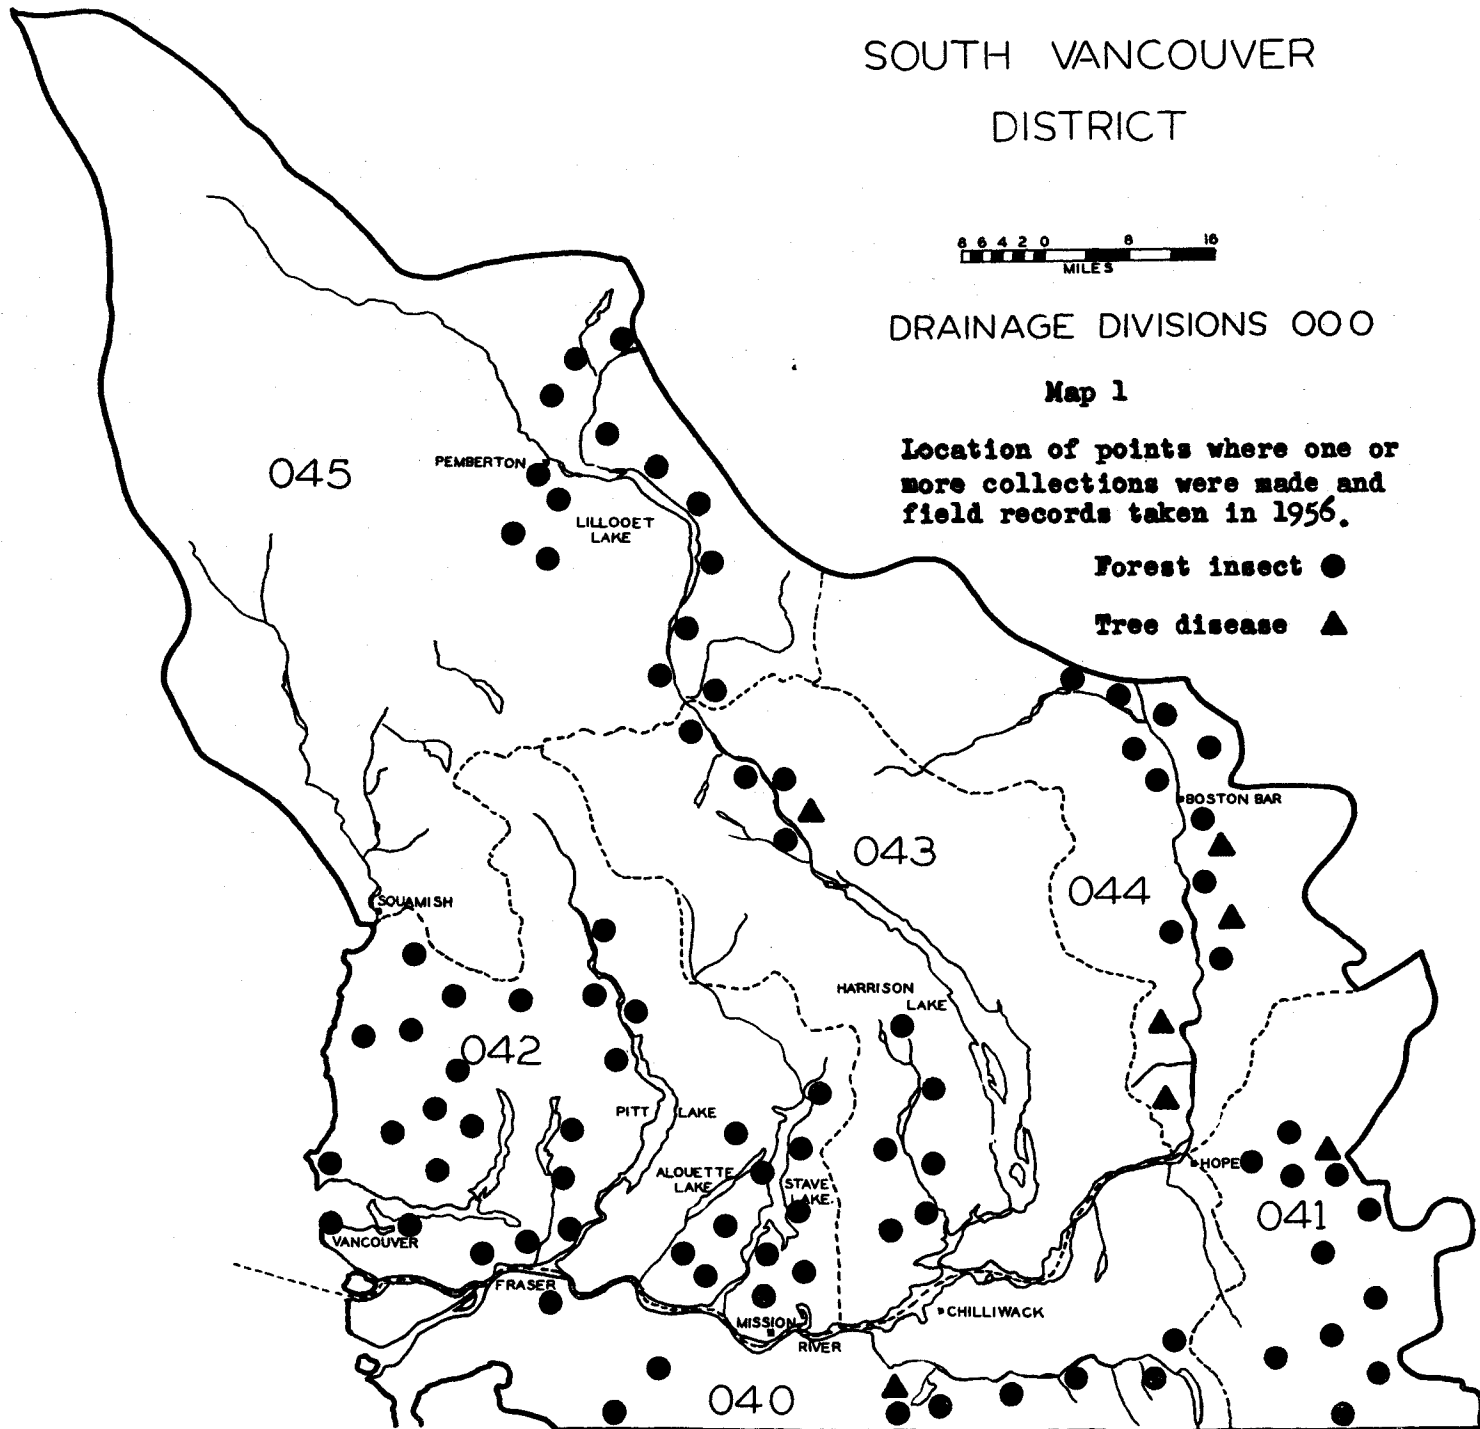 SOUTH VANCOUVER
DISTRICT
8 6 4 2 0 8 16
MILES
DRAINAGE DIVISIONS 000
Map 1
Location of points where one or
more collections were made and
field records taken in 1956.
Forest insect
Tree disease
045
PEMBERTON
LILLOOET
LAKE
BOSTON BAR
043
044
SQUAMISH
HARRISON
LAKE
042
PITT LAKE
ALOUETTE
LAKE
STAVE
LAKE.
HOPE
041
VANCOUVER
FRASER
CHILLIWACK
MISSION
RIVER
040